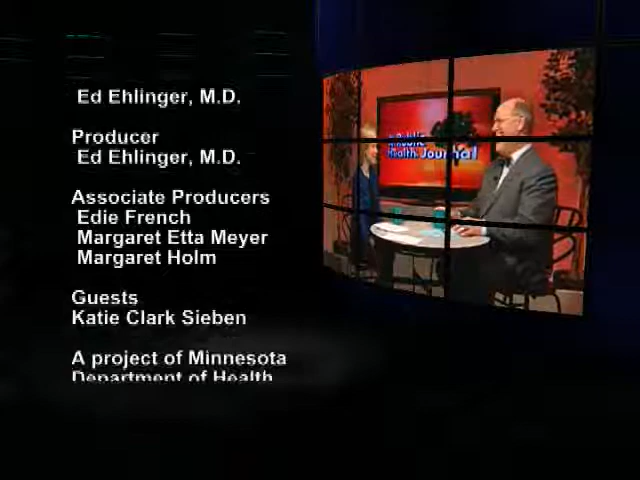 Ed Ehlinger, M.D.
Producer
Ed Ehlinger, M.D.
Associate Producers
Edie French
Margaret Etta Meyer
Margaret Holm
Guests
Katie Clark Sieben
A project of Minnesota
Department of Health
Public
Health Journal